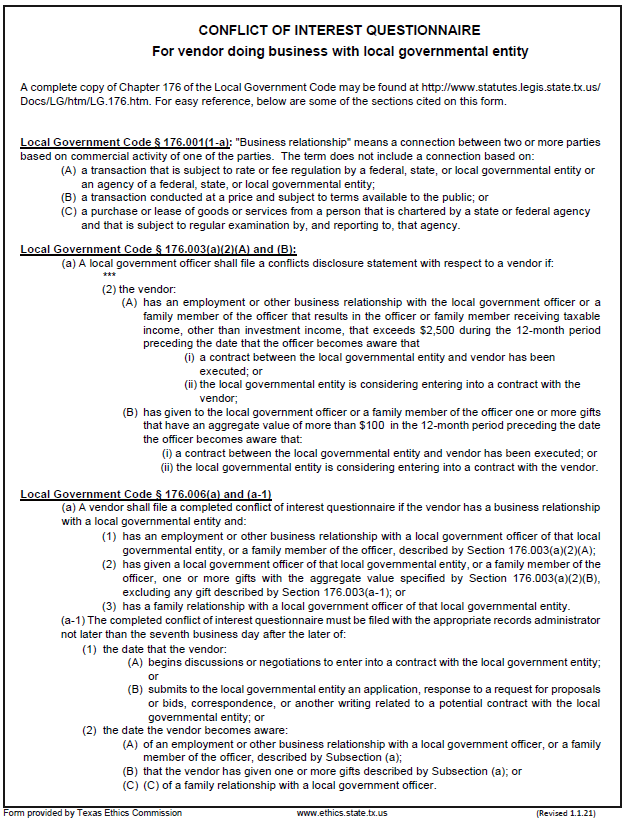 CONFLICT OF INTEREST QUESTIONNAIRE
For vendor doing business with local governmental entity
A complete copy of Chapter 176 of the Local Government Code may be found at http://www.statutes.legis.state.tx.us/
Docs/LG/htm/LG.176.htm. For easy reference, below are some of the sections cited on this form.
Local Government Code § 176.001(1-a): "Business relationship" means a connection between two or more parties
based on commercial activity of one of the parties. The term does not include a connection based on:
(A) a transaction that is subject to rate or fee regulation by a federal, state, or local governmental entity or
an agency of a federal, state, or local governmental entity;
(B) a transaction conducted at a price and subject to terms available to the public; or
(C) a purchase or lease of goods or services from a person that is chartered by a state or federal agency
and that is subject to regular examination by, and reporting to, that agency.
Local Government Code § 176.003(a)(2)(A) and (B):
(a) A local government officer shall file a conflicts disclosure statement with respect to a vendor if:
***
(2) the vendor:
(A) has an employment or other business relationship with the local government officer or a
family member of the officer that results in the officer or family member receiving taxable
income, other than investment income, that exceeds $2,500 during the 12-month period
preceding the date that the officer becomes aware that
(i) a contract between the local governmental entity and vendor has been
executed; or
(ii) the local governmental entity is considering entering into a contract with the
vendor;
(B) has given to the local government officer or a family member of the officer one or more gifts
that have an aggregate value of more than $100 in the 12-month period preceding the date
the officer becomes aware that:
(i) a contract between the local governmental entity and vendor has been executed; or
(ii) the local governmental entity is considering entering into a contract with the vendor.
Local Government Code § 176.006(a) and (a-1)
(a) A vendor shall file a completed conflict of interest questionnaire if the vendor has a business relationship
with a local governmental entity and:
(1) has an employment or other business relationship with a local government officer of that local
governmental entity, or a family member of the officer, described by Section 176.003(a)(2)(A);
(2) has given a local government officer of that local governmental entity, or a family member of the
officer, one or more gifts with the aggregate value specified by Section 176.003(a)(2)(B),
excluding any gift described by Section 176.003(a-1); or
(3) has a family relationship with a local government officer of that local governmental entity.
(a-1) The completed conflict of interest questionnaire must be filed with the appropriate records administrator
not later than the seventh business day after the later of:
(1) the date that the vendor:
(A) begins discussions or negotiations to enter into a contract with the local government entity;
or
(B) submits to the local governmental entity an application, response to a request for proposals
or bids, correspondence, or another writing related to a potential contract with the local
governmental entity; or
(2) the date the vendor becomes aware:
(A) of an employment or other business relationship with a local government officer, or a family
member of the officer, described by Subsection (a);
(B) that the vendor has given one or more gifts described by Subsection (a); or
(C) (C) of a family relationship with a local government officer.
Form provided by Texas Ethics Commission www.ethics.state.tx.us (Revised 1.1.21)